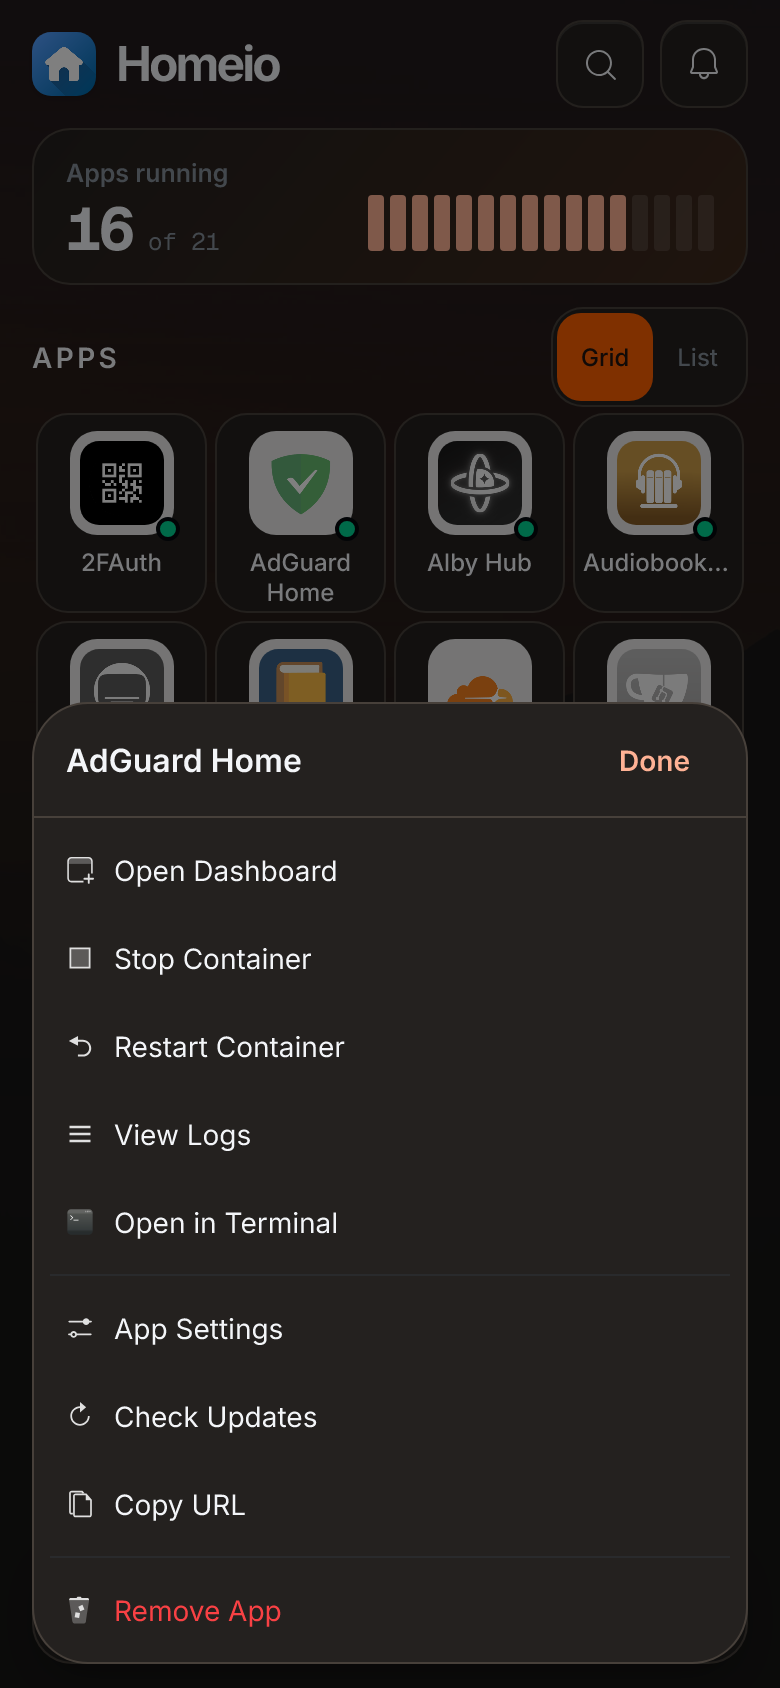 Homeio
Apps running
16 of 21
APPS
Grid
List
2FAuth
AdGuard
Home
Alby Hub
Audiobook...
AdGuard Home
Done
Open Dashboard
Stop Container
Restart Container
View Logs
Open in Terminal
App Settings
Check Updates
Copy URL
Remove App